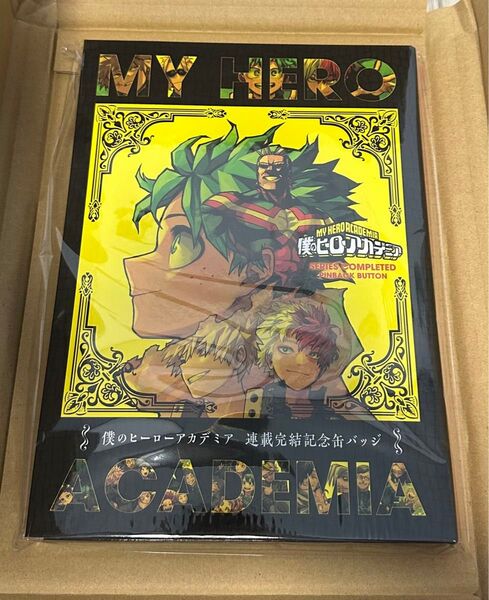 MY HERO
MY HERO ACADEMIA
僕のヒーローアカデミア
SERIES COMPLETED
PINBACK BUTTON
僕のヒーローアカデミア 連載完結記念缶バッジ
ACADEMIA